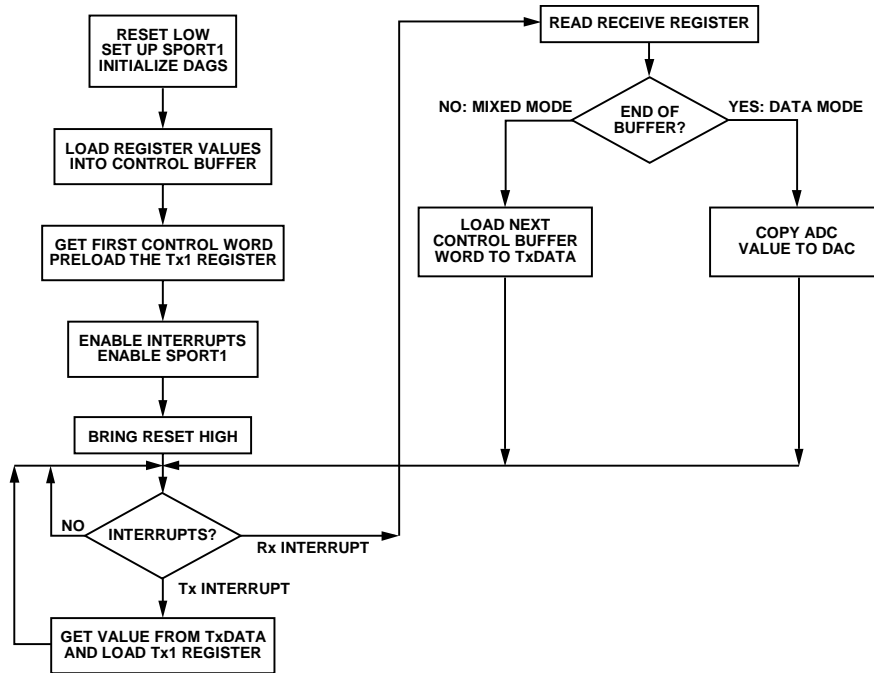 RESET LOW
SET UP SPORT1
INITIALIZE DAGS
LOAD REGISTER VALUES
INTO CONTROL BUFFER
GET FIRST CONTROL WORD
PRELOAD THE Tx1 REGISTER
ENABLE INTERRUPTS
ENABLE SPORT1
BRING RESET HIGH
INTERRUPTS?
NO
Rx INTERRUPT
Tx INTERRUPT
GET VALUE FROM TxDATA
AND LOAD Tx1 REGISTER
READ RECEIVE REGISTER
END OF
BUFFER?
NO: MIXED MODE
YES: DATA MODE
LOAD NEXT
CONTROL BUFFER
WORD TO TxDATA
COPY ADC
VALUE TO DAC